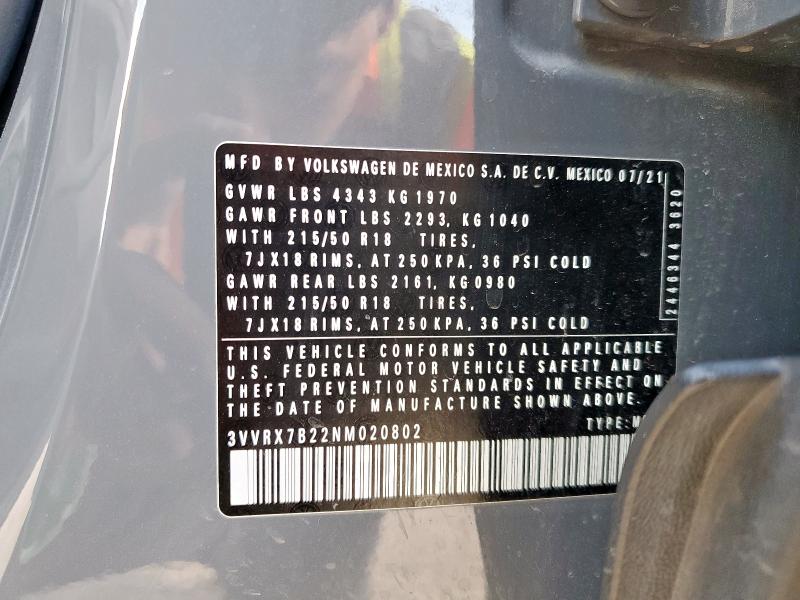 MFD BY VOLKSWAGEN DE MEXICO S.A. DE C.V. MEXICO 07/21
GVWR LBS 4343 KG 1970
GAWR FRONT LBS 2293, KG 1040
WITH 215/50 R18 TIRES,
7JX18 RIMS, AT 250 KPA, 36 PSI COLD
GAWR REAR LBS 2161, KG 0980
WITH 215/50 R18 TIRES,
7JX18 RIMS, AT 250 KPA, 36 PSI COLD
2446344 3620
THIS VEHICLE CONFORMS TO ALL APPLICABLE
U.S. FEDERAL MOTOR VEHICLE SAFETY AND
THEFT PREVENTION STANDARDS IN EFFECT ON
THE DATE OF MANUFACTURE SHOWN ABOVE.
3VVRX7B22NM020802 TYPE: